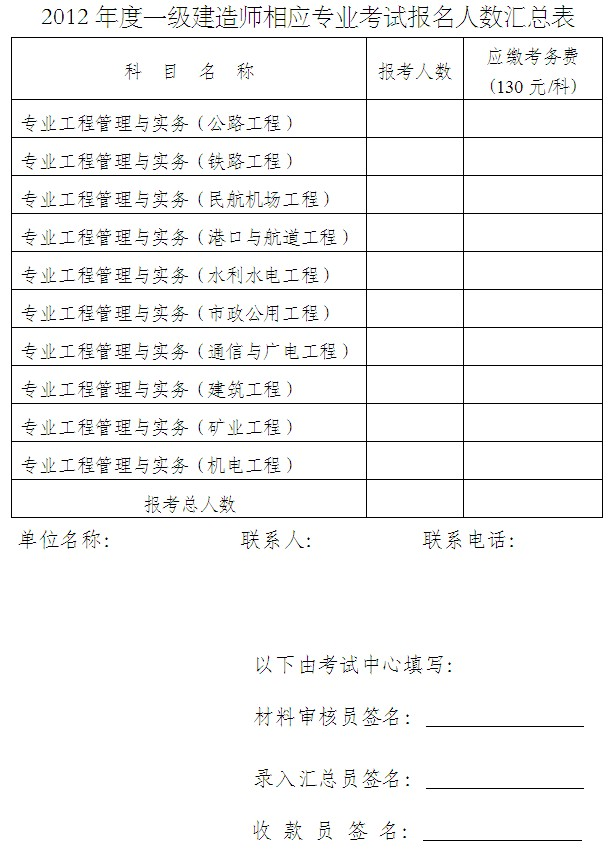 2012 年度一级建造师相应专业考试报名人数汇总表
科 目 名 称 报考人数 应缴考务费
(130 元/科)
专业工程管理与实务（公路工程）
专业工程管理与实务（铁路工程）
专业工程管理与实务（民航机场工程）
专业工程管理与实务（港口与航道工程）
专业工程管理与实务（水利水电工程）
专业工程管理与实务（市政公用工程）
专业工程管理与实务（通信与广电工程）
专业工程管理与实务（建筑工程）
专业工程管理与实务（矿业工程）
专业工程管理与实务（机电工程）
报考总人数
单位名称: 联系人: 联系电话:
以下由考试中心填写:
材料审核员签名:
录入汇总员签名:
收 款 员 签 名: